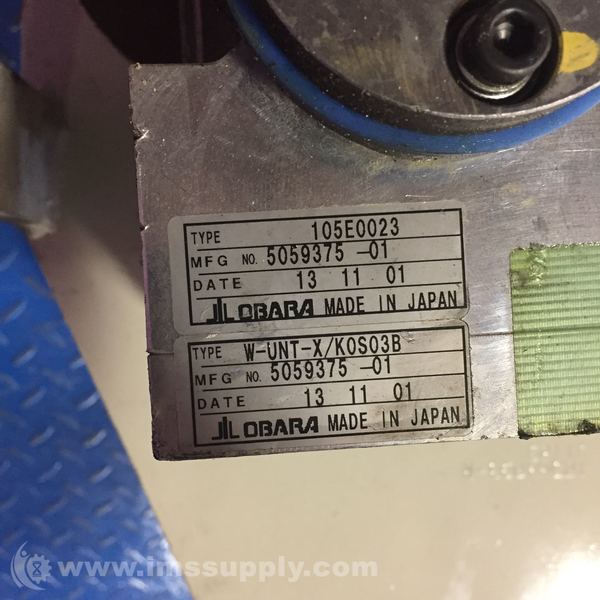 TYPE 105E0023
MFG NO. 5059375 -01
DATE 13 11 01
OBARA MADE IN JAPAN
TYPE W-UNT-X/K0S03B
MFG NO. 5059375 -01
DATE 13 11 01
OBARA MADE IN JAPAN
www.imssupply.com